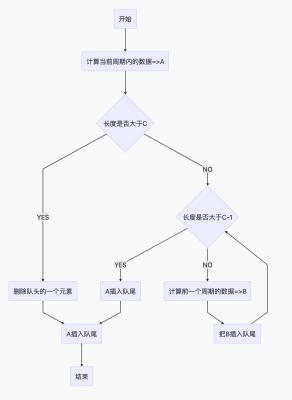 开始
计算当前周期内的数据=>A
长度是否大于C
NO
长度是否大于C-1
YES
YES
NO
删除队头的一个元素
A插入队尾
计算前一个周期的数据=>B
A插入队尾
把B插入队尾
结束